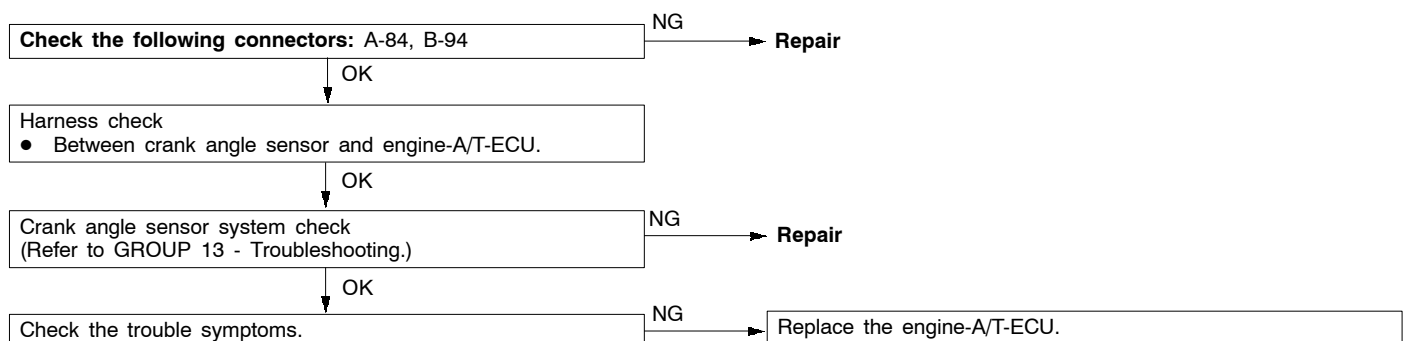 Check the following connectors: A-84, B-94
NG
Repair
OK
Harness check
● Between crank angle sensor and engine-A/T-ECU.
OK
Crank angle sensor system check
(Refer to GROUP 13 - Troubleshooting.)
NG
Repair
OK
Check the trouble symptoms.
NG
Replace the engine-A/T-ECU.